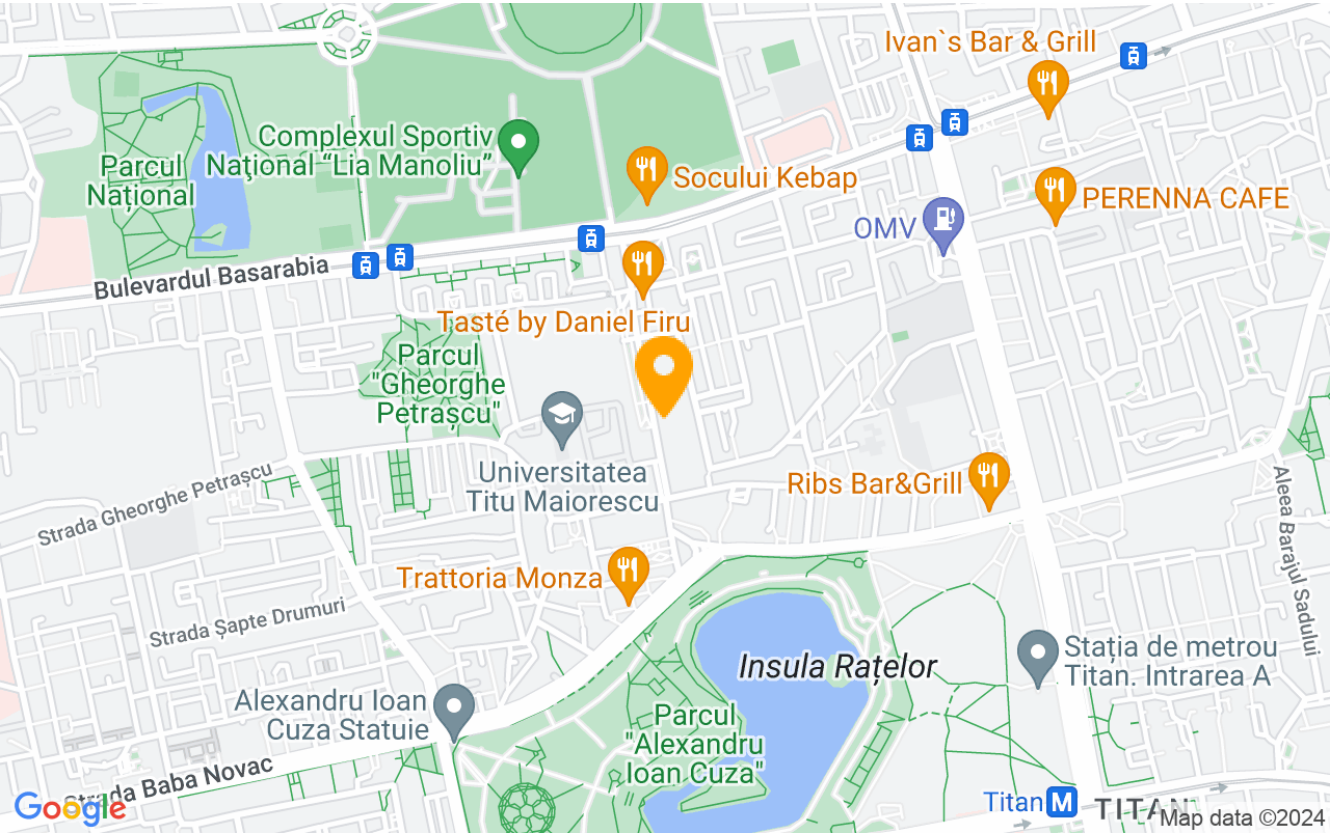 Ivan`s Bar & Grill
Complexul Sportiv
Naţional “Lia Manoliu”
Parcul
Național
Socului Kebap
PERENNA CAFE
OMV
Bulevardul Basarabia
Tasté by Daniel Firu
Parcul
"Gheorghe
Petrașcu"
Universitatea
Titu Maiorescu
Ribs Bar&Grill
Strada Gheorghe Petrașcu
Aleea Barajul Sadului
Trattoria Monza
Strada Șapte Drumuri
Insula Rațelor
Stația de metrou
Titan. Intrarea A
Alexandru Ioan
Cuza Statuie
Parcul
"Alexandru
Ioan Cuza"
Strada Baba Novac
Google
Titan M
TITAN
Map data ©2024